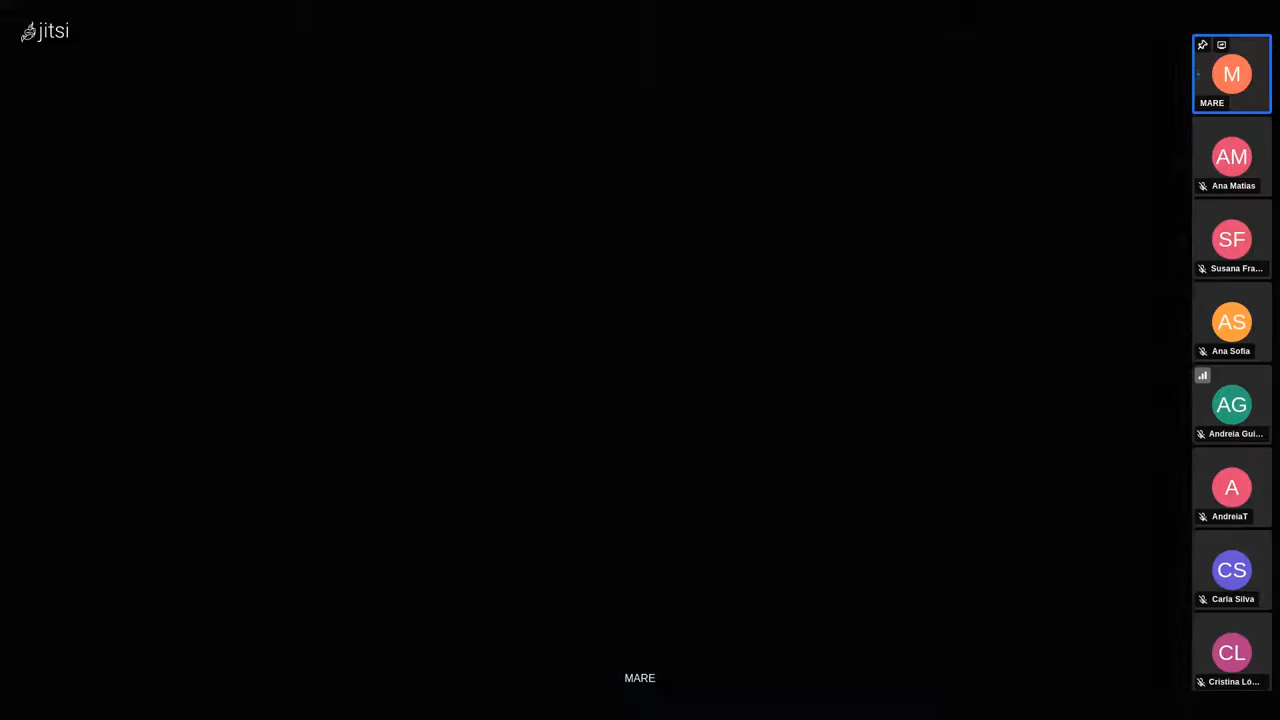 jitsi
M
MARE
AM
Ana Matias
SF
Susana Fra...
AS
Ana Sofia
AG
Andreia Gui...
A
AndreiaT
CS
Carla Silva
CL
Cristina Ló...
MARE